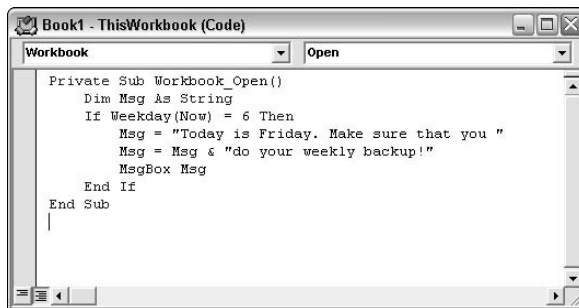 Book1 - ThisWorkbook (Code)
Workbook Open
Private Sub Workbook_Open()
    Dim Msg As String
    If Weekday(Now) = 6 Then
        Msg = "Today is Friday. Make sure that you "
        Msg = Msg & "do your weekly backup!"
        MsgBox Msg
    End If
End Sub